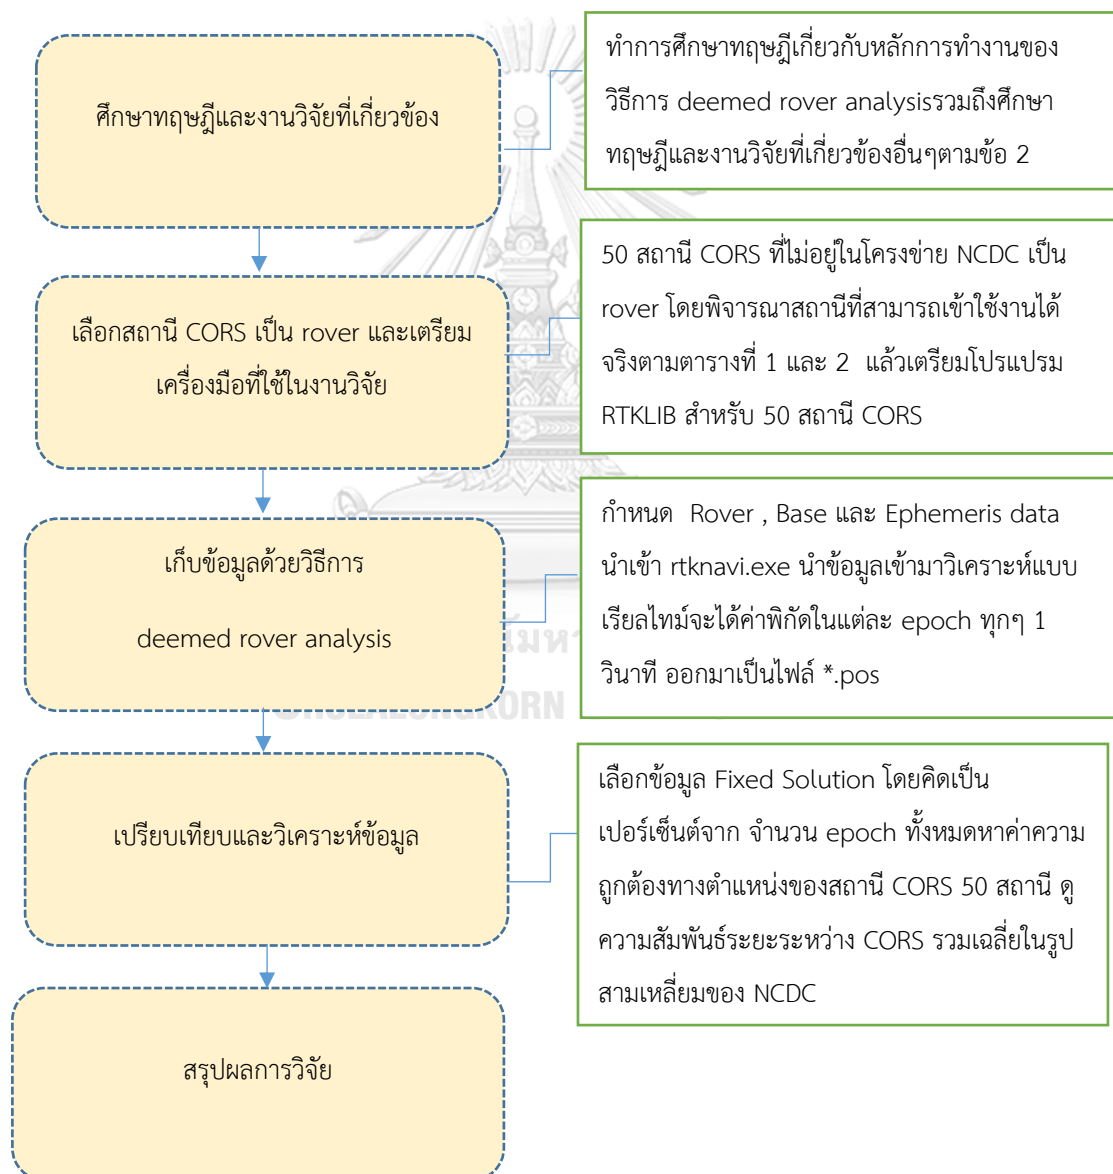 ศึกษาทฤษฎีและงานวิจัยที่เกี่ยวข้อง
ทำการศึกษาทฤษฎีเกี่ยวกับหลักการทำงานของ
วิธีการ deemed rover analysisรวมถึงศึกษา
ทฤษฎีและงานวิจัยที่เกี่ยวข้องอื่นๆตามข้อ 2
เลือกสถานี CORS เป็น rover และเตรียม
เครื่องมือที่ใช้ในงานวิจัย
50 สถานี CORS ที่ไม่อยู่ในโครงข่าย NCDC เป็น
rover โดยพิจารณาสถานีที่สามารถเข้าใช้งานได้
จริงตามตารางที่ 1 และ 2 แล้วเตรียมโปรแปรม
RTKLIB สำหรับ 50 สถานี CORS
เก็บข้อมูลด้วยวิธีการ
deemed rover analysis
กำหนด Rover , Base และ Ephemeris data
นำเข้า rtknavi.exe นำข้อมูลเข้ามาวิเคราะห์แบบ
เรียลไทม์จะได้ค่าพิกัดในแต่ละ epoch ทุกๆ 1
วินาที ออกมาเป็นไฟล์ *.pos
เปรียบเทียบและวิเคราะห์ข้อมูล
เลือกข้อมูล Fixed Solution โดยคิดเป็น
เปอร์เซ็นต์จาก จำนวน epoch ทั้งหมดหาค่าความ
ถูกต้องทางตำแหน่งของสถานี CORS 50 สถานี ดู
ความสัมพันธ์ระยะระหว่าง CORS รวมเฉลี่ยในรูป
สามเหลี่ยมของ NCDC
สรุปผลการวิจัย